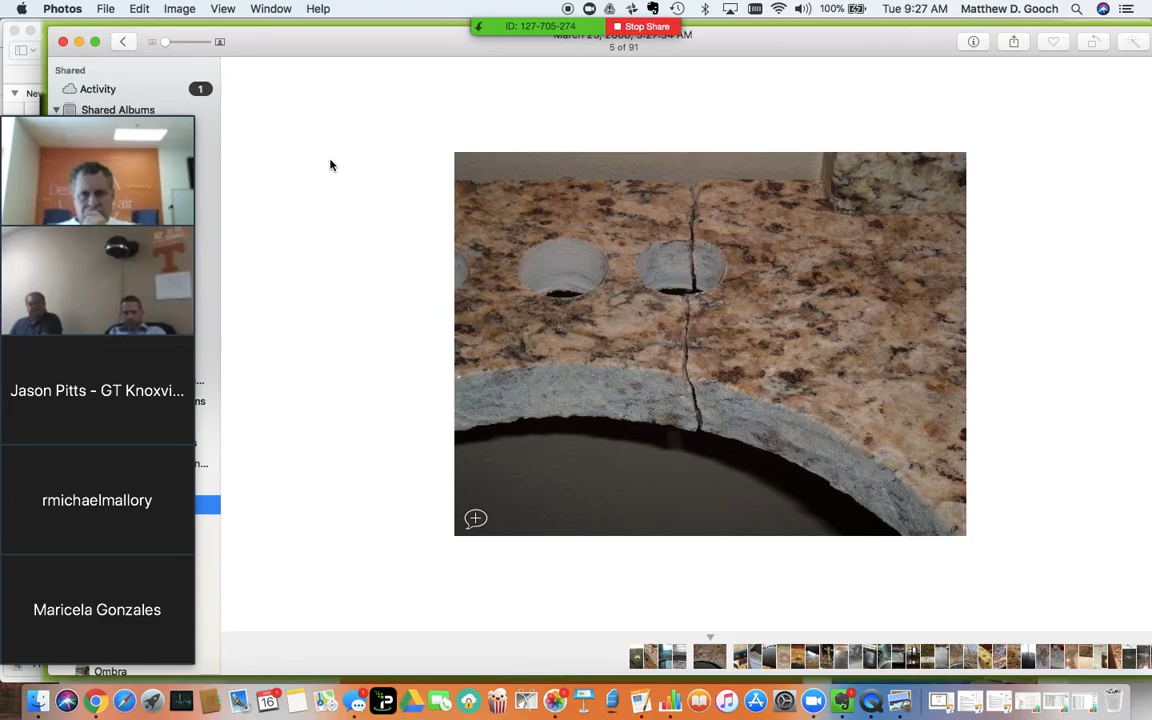 Photos File Edit Image View Window Help
100% Tue 9:27 AM Matthew D. Gooch
ID: 127-705-274 Stop Share
5 of 91
Shared
Activity 1
Shared Albums
New
Jason Pitts - GT Knoxvi...
rmichaelmallory
Maricela Gonzales
Ombra